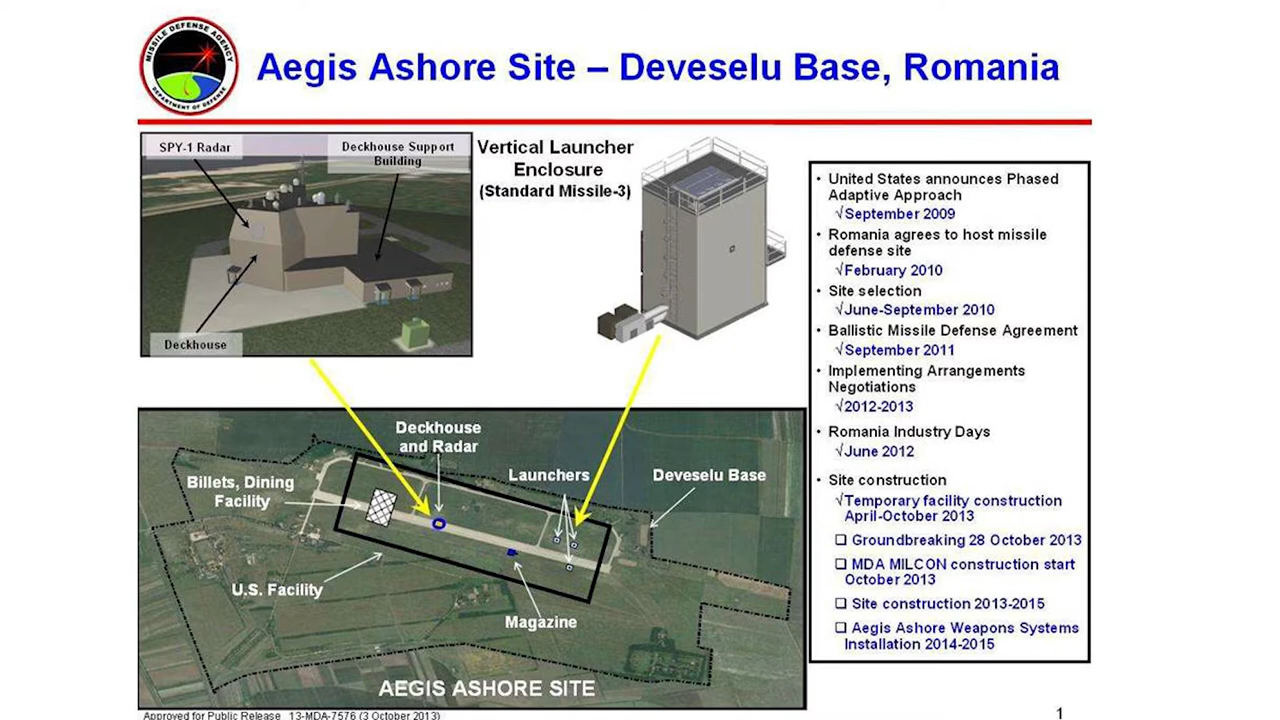 MISSILE DEFENSE AGENCY
DEPARTMENT OF DEFENSE
Aegis Ashore Site – Deveselu Base, Romania
SPY-1 Radar
Deckhouse Support
Building
Deckhouse
Vertical Launcher
Enclosure
(Standard Missile-3)
• United States announces Phased
Adaptive Approach
√September 2009
• Romania agrees to host missile
defense site
√February 2010
• Site selection
√June-September 2010
• Ballistic Missile Defense Agreement
√September 2011
• Implementing Arrangements
Negotiations
√2012-2013
• Romania Industry Days
√June 2012
• Site construction
√Temporary facility construction
April-October 2013
❑ Groundbreaking 28 October 2013
❑ MDA MILCON construction start
October 2013
❑ Site construction 2013-2015
❑ Aegis Ashore Weapons Systems
Installation 2014-2015
Deckhouse
and Radar
Billets, Dining
Facility
Launchers
Deveselu Base
U.S. Facility
Magazine
AEGIS ASHORE SITE
Approved for Public Release 13-MDA-7576 (3 October 2013)
1